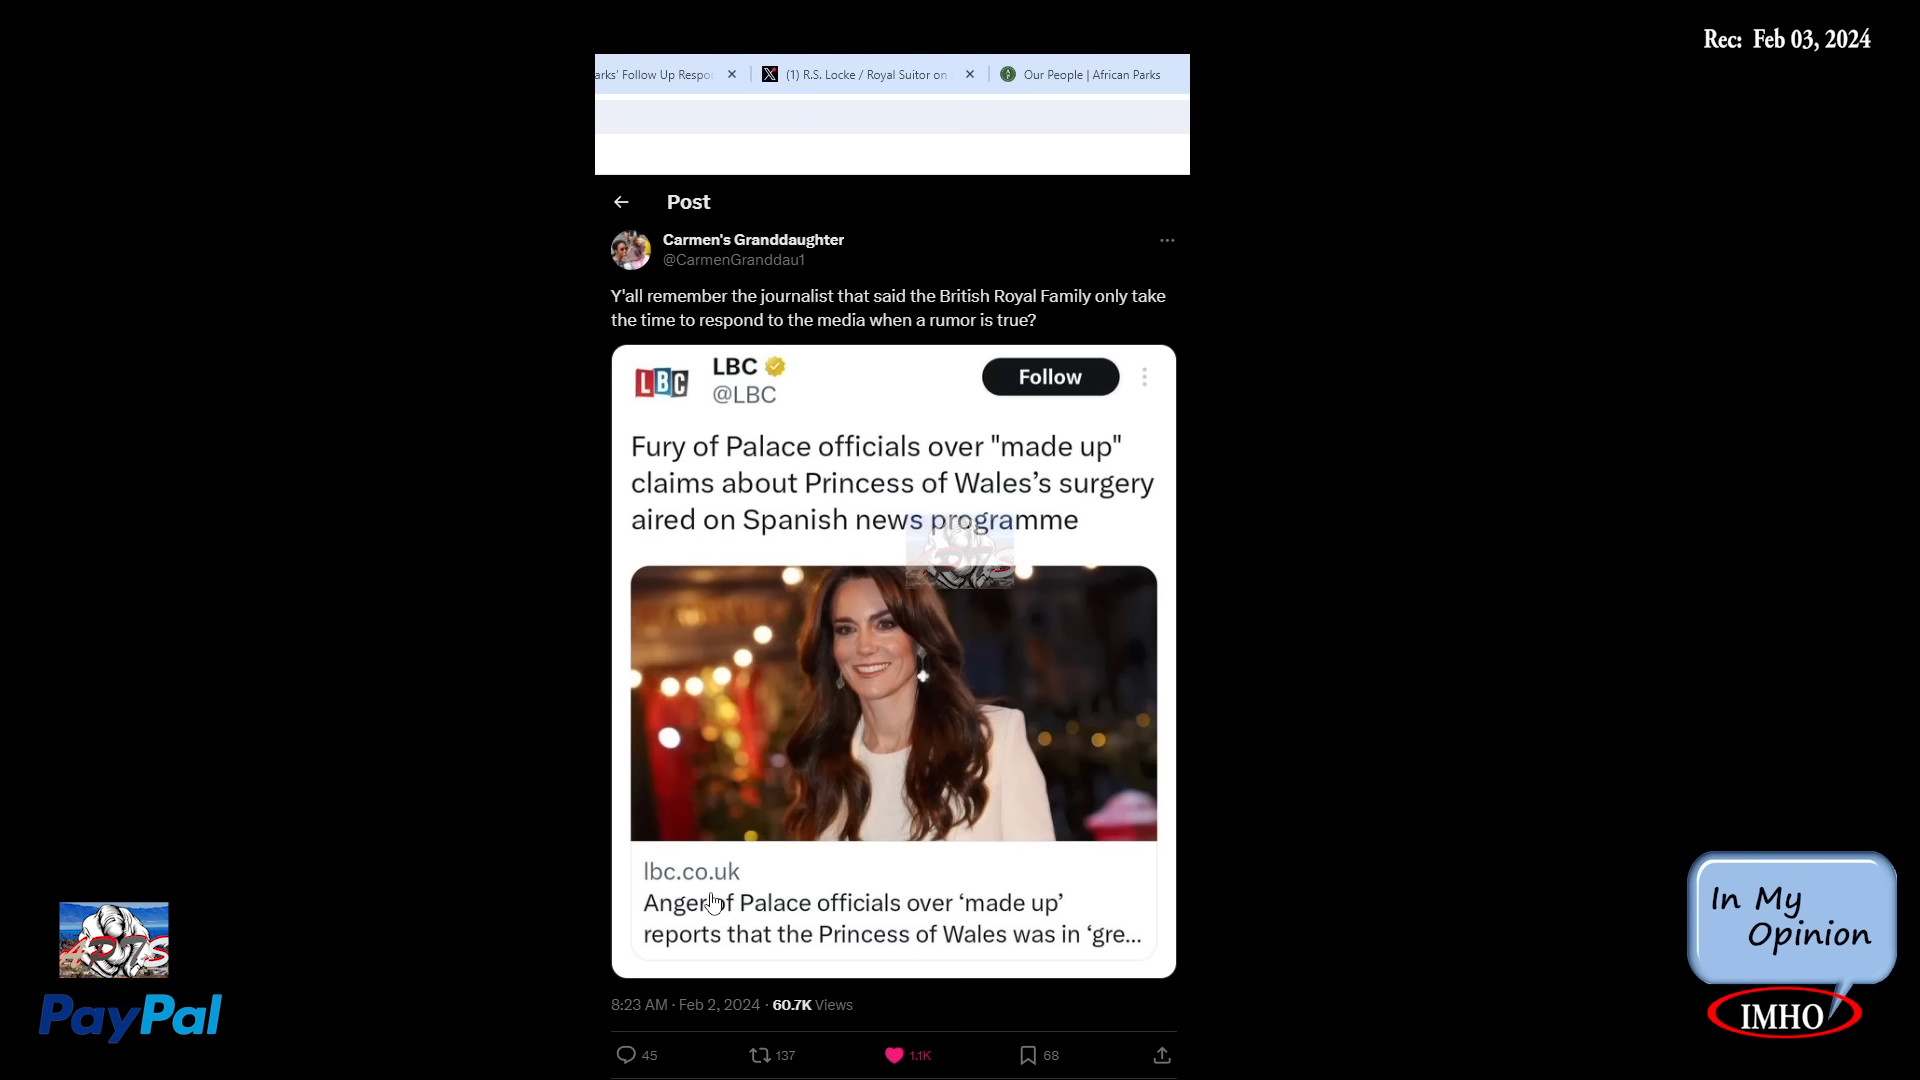 Rec: Feb 03, 2024
arks' Follow Up Respo
(1) R.S. Locke / Royal Suitor on
Our People | African Parks
Post
Carmen's Granddaughter
@CarmenGranddau1
Y'all remember the journalist that said the British Royal Family only take
the time to respond to the media when a rumor is true?
LBC
LBC
@LBC
Follow
Fury of Palace officials over "made up"
claims about Princess of Wales’s surgery
aired on Spanish news programme
lbc.co.uk
Anger of Palace officials over ‘made up’
reports that the Princess of Wales was in ‘gre...
8:23 AM · Feb 2, 2024 · 60.7K Views
45
137
1.1K
68
PayPal
In My
Opinion
IMHO